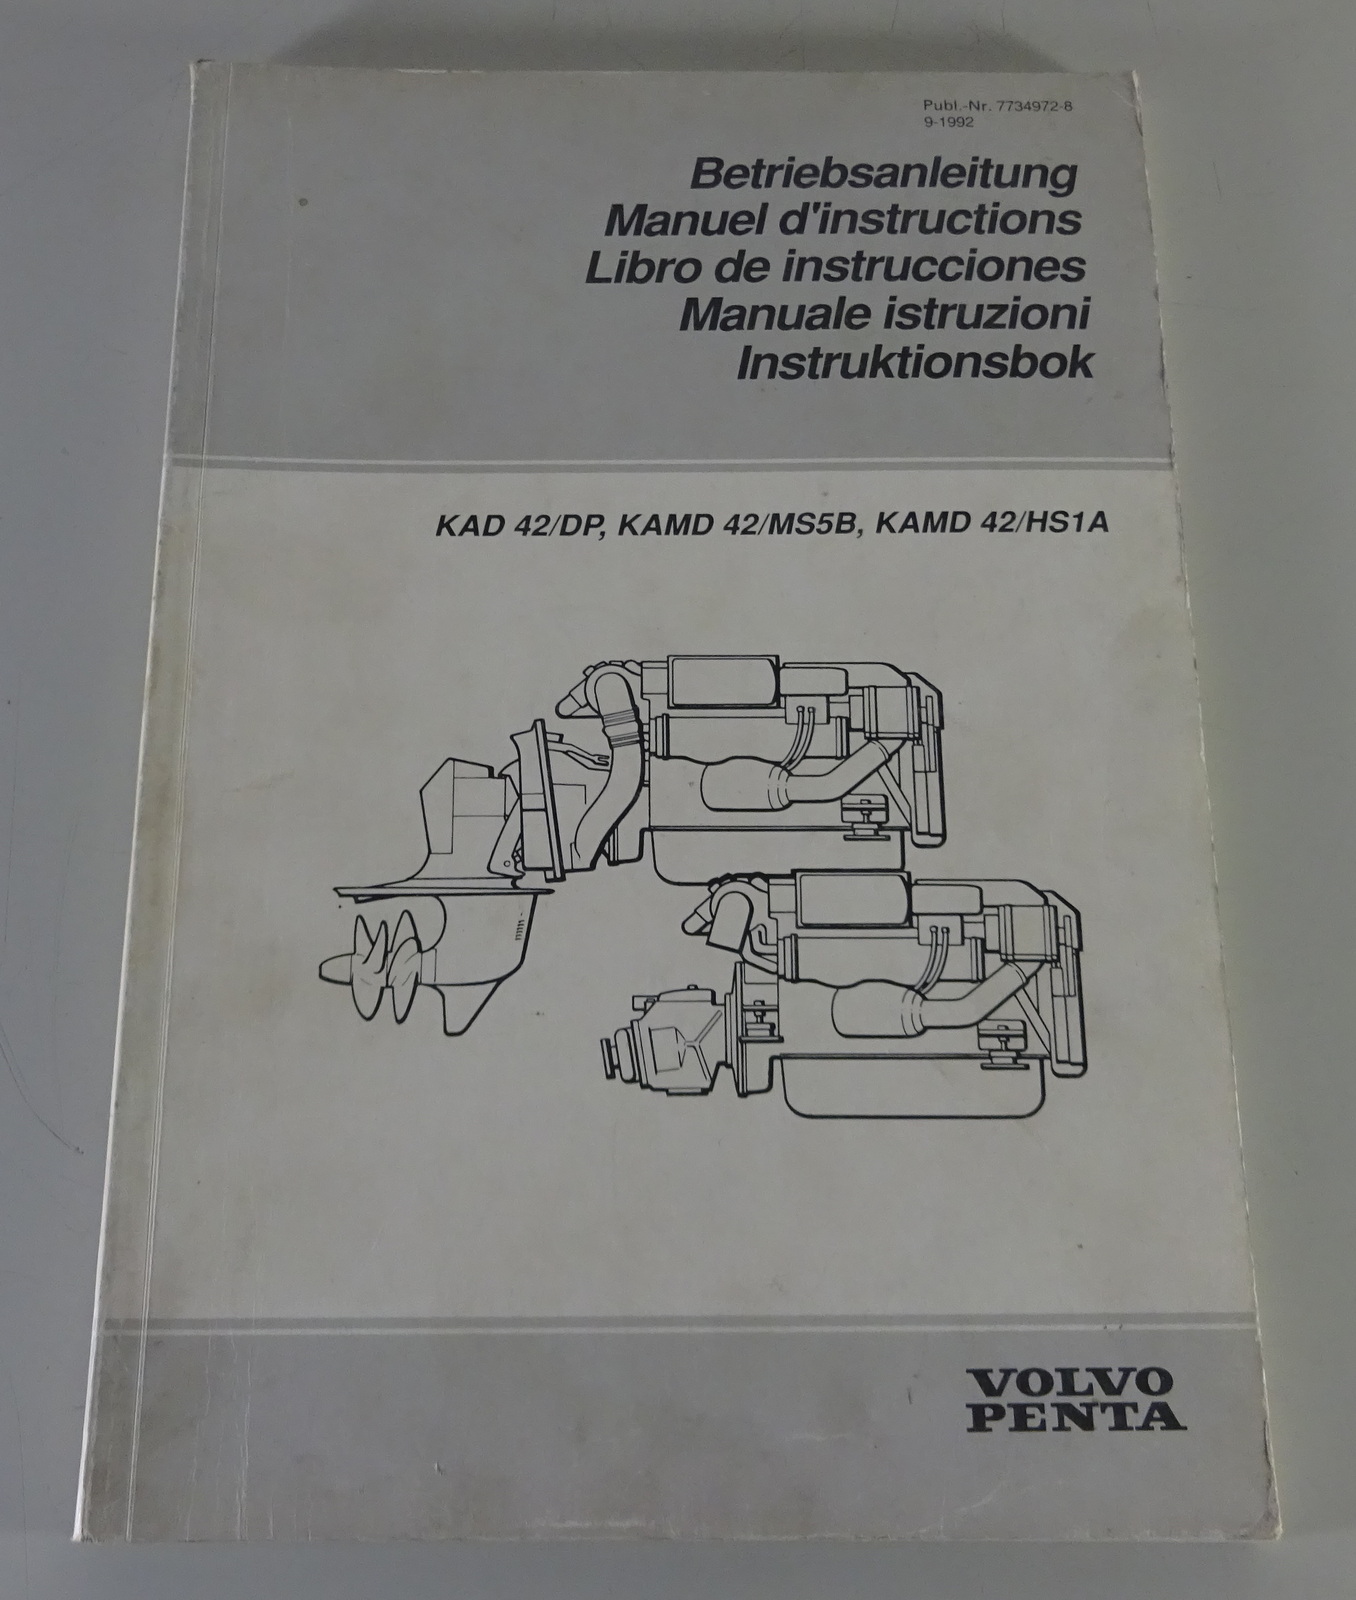 Publ.-Nr. 7734972-8
9-1992
Betriebsanleitung
Manuel d'instructions
Libro de instrucciones
Manuale istruzioni
Instruktionsbok
KAD 42/DP, KAMD 42/MS5B, KAMD 42/HS1A
VOLVO
PENTA